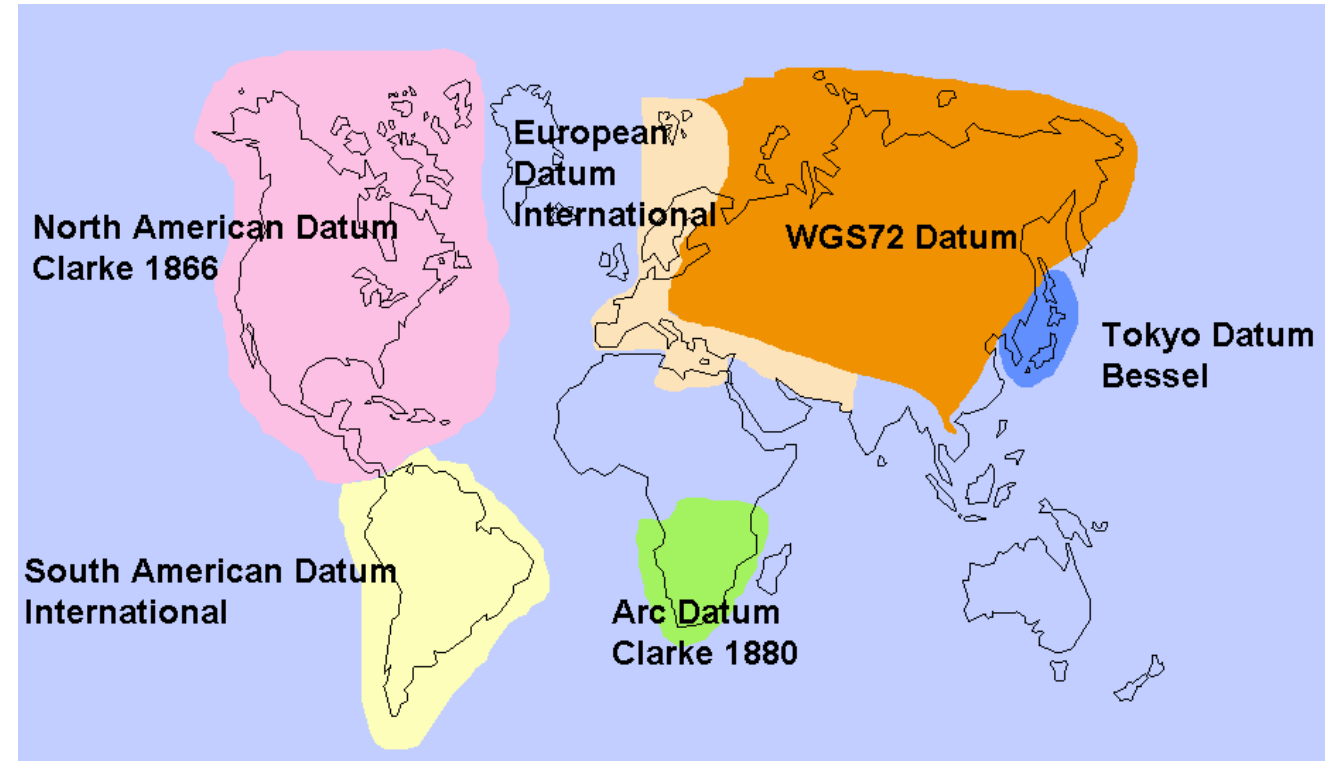 European
Datum
International
North American Datum
Clarke 1866
WGS72 Datum
Tokyo Datum
Bessel
South American Datum
International
Arc Datum
Clarke 1880